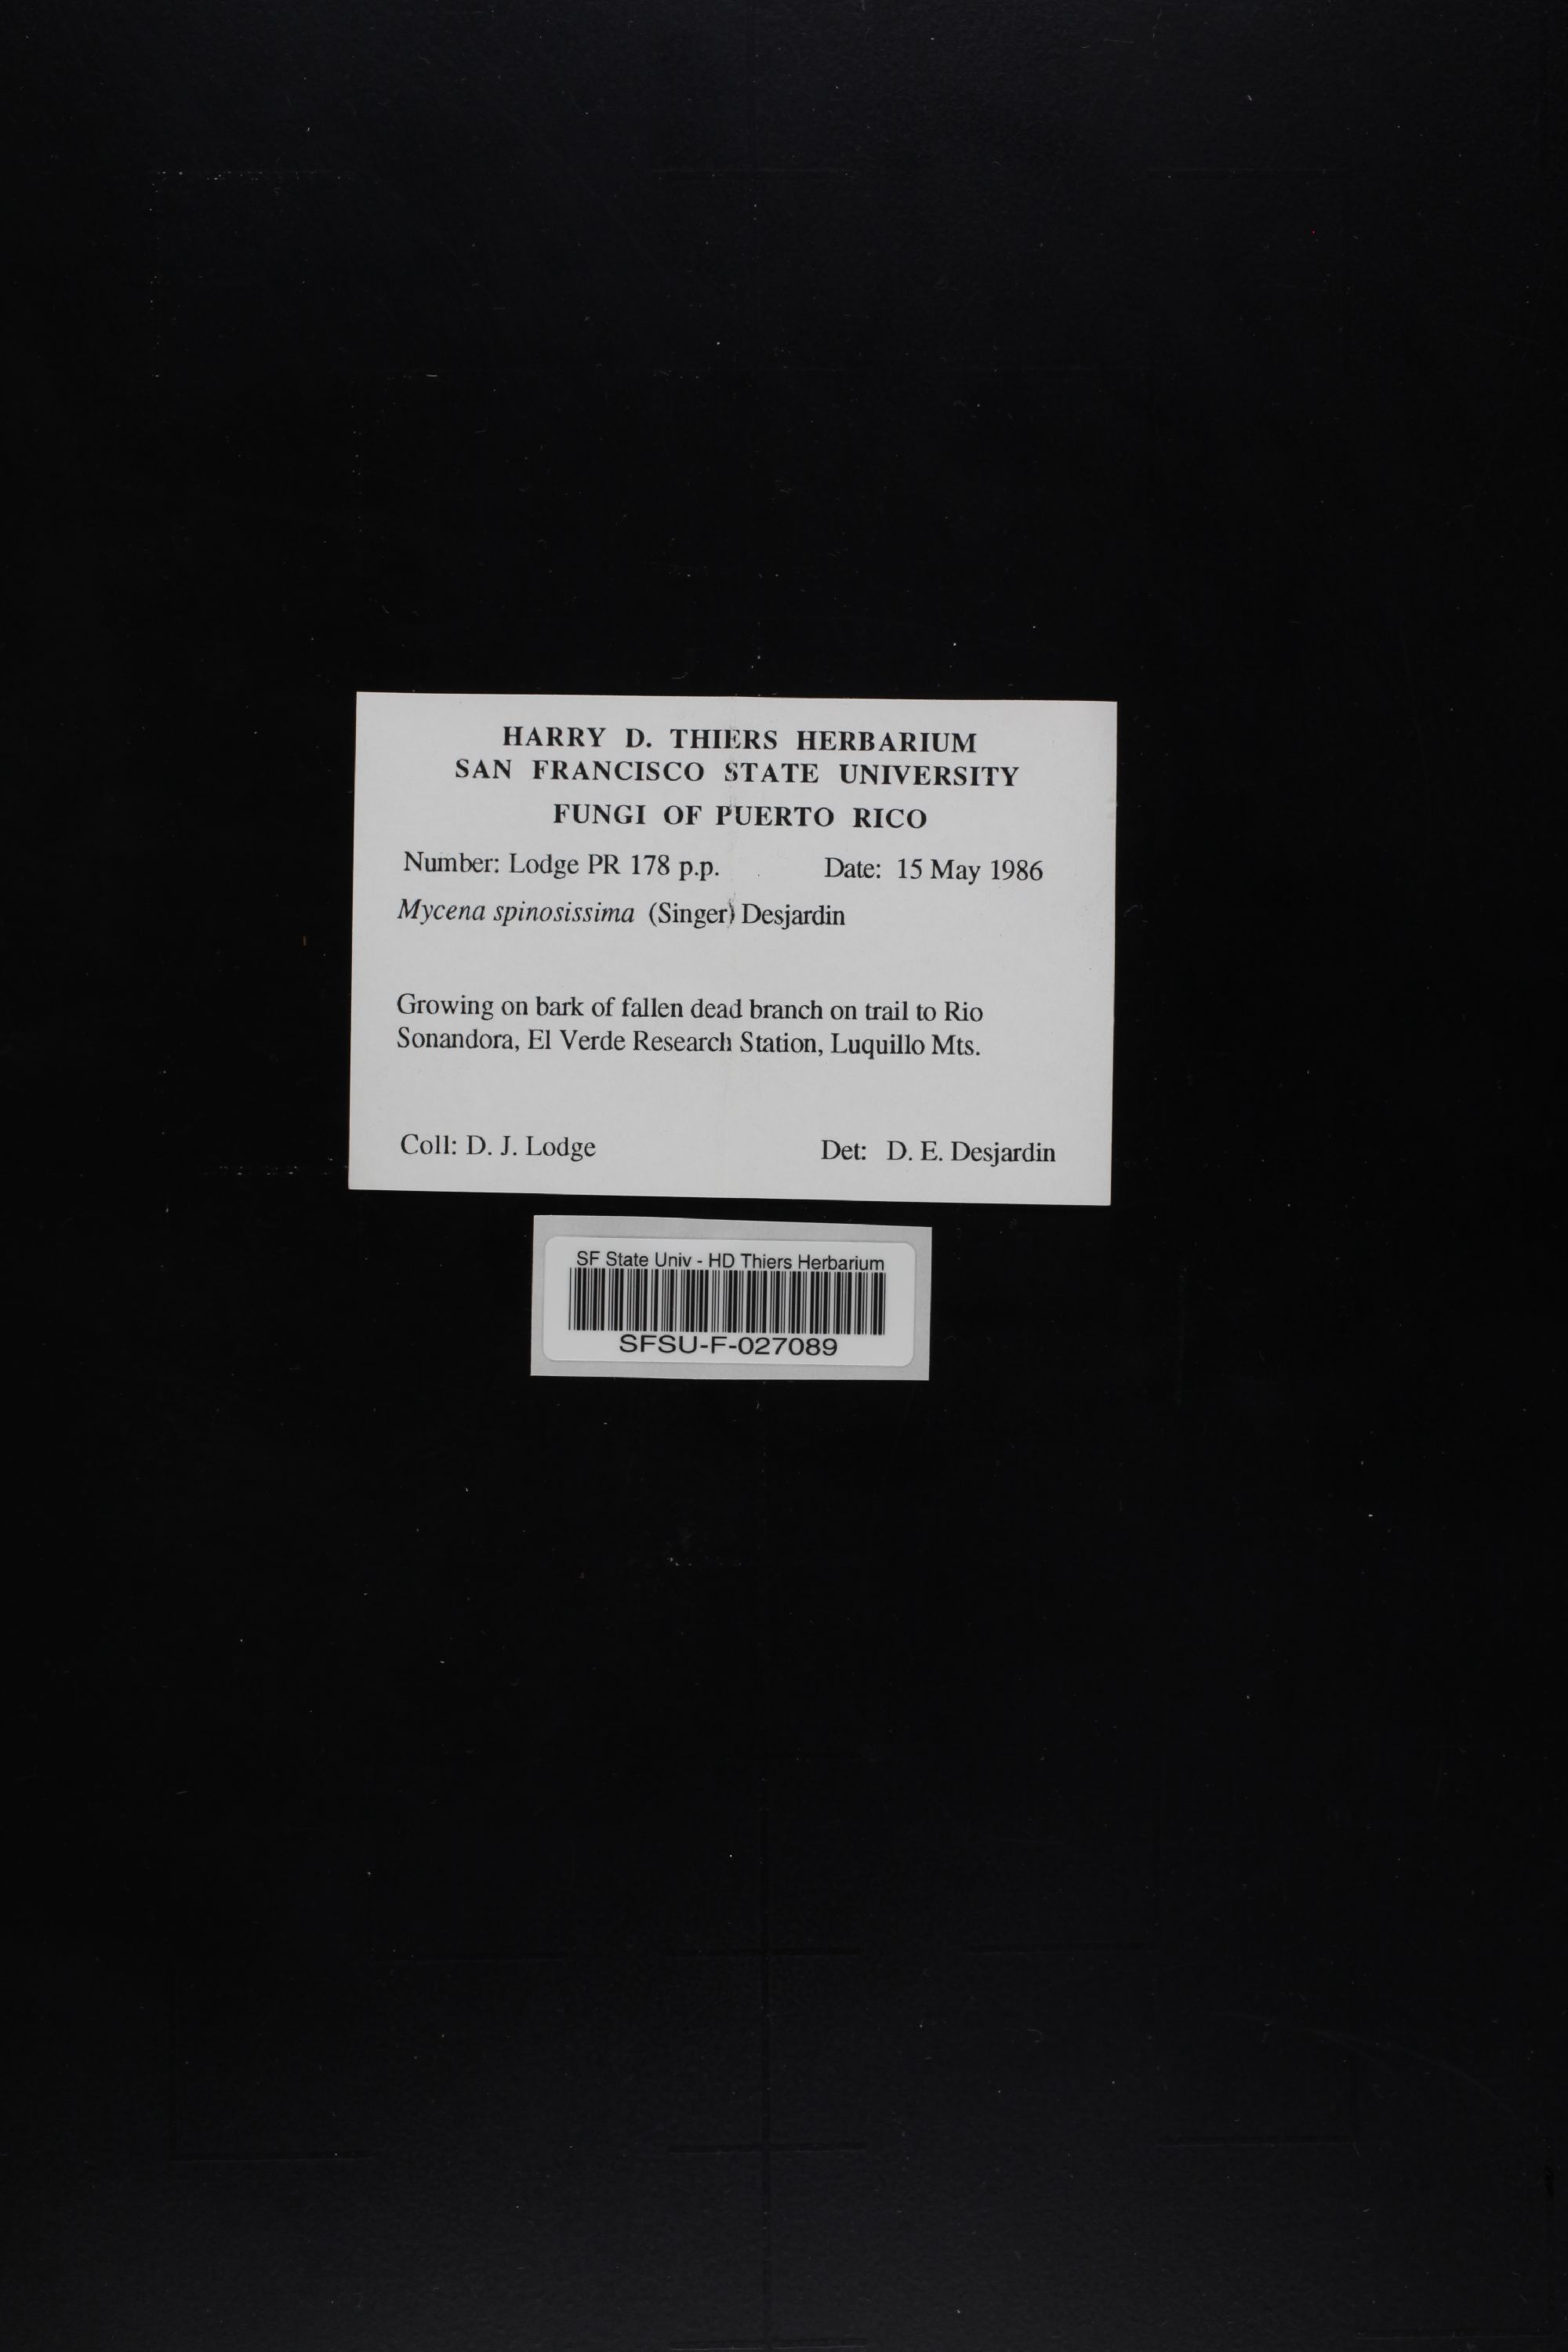 HARRY D. THIERS HERBARIUM
SAN FRANCISCO STATE UNIVERSITY
FUNGI OF PUERTO RICO
Number: Lodge PR 178 p.p. Date: 15 May 1986
Mycena spinosissima (Singer) Desjardin
Growing on bark of fallen dead branch on trail to Rio
Sonandora, El Verde Research Station, Luquillo Mts.
Coll: D. J. Lodge Det: D. E. Desjardin
SF State Univ - HD Thiers Herbarium
SFSU-F-027089